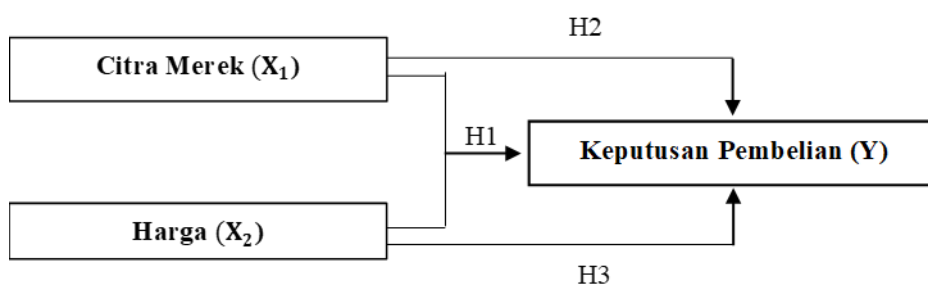 H2
Citra Merek (X₁)
H1
Keputusan Pembelian (Y)
Harga (X₂)
H3